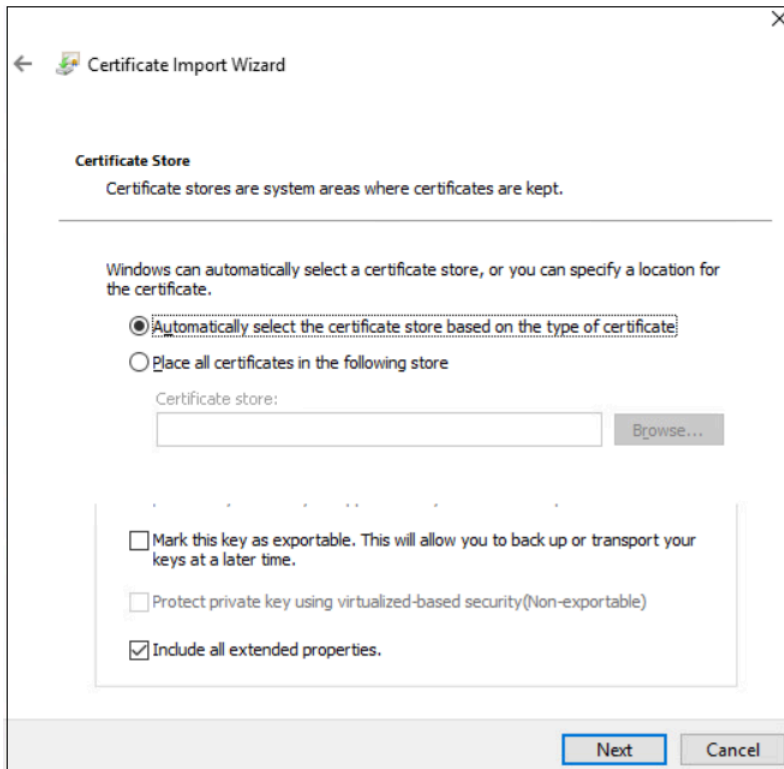 Certificate Import Wizard
Certificate Store
Certificate stores are system areas where certificates are kept.
Windows can automatically select a certificate store, or you can specify a location for
the certificate.
Automatically select the certificate store based on the type of certificate
Place all certificates in the following store
Certificate store:
Browse...
Mark this key as exportable. This will allow you to back up or transport your
keys at a later time.
Protect private key using virtualized-based security(Non-exportable)
Include all extended properties.
Next
Cancel